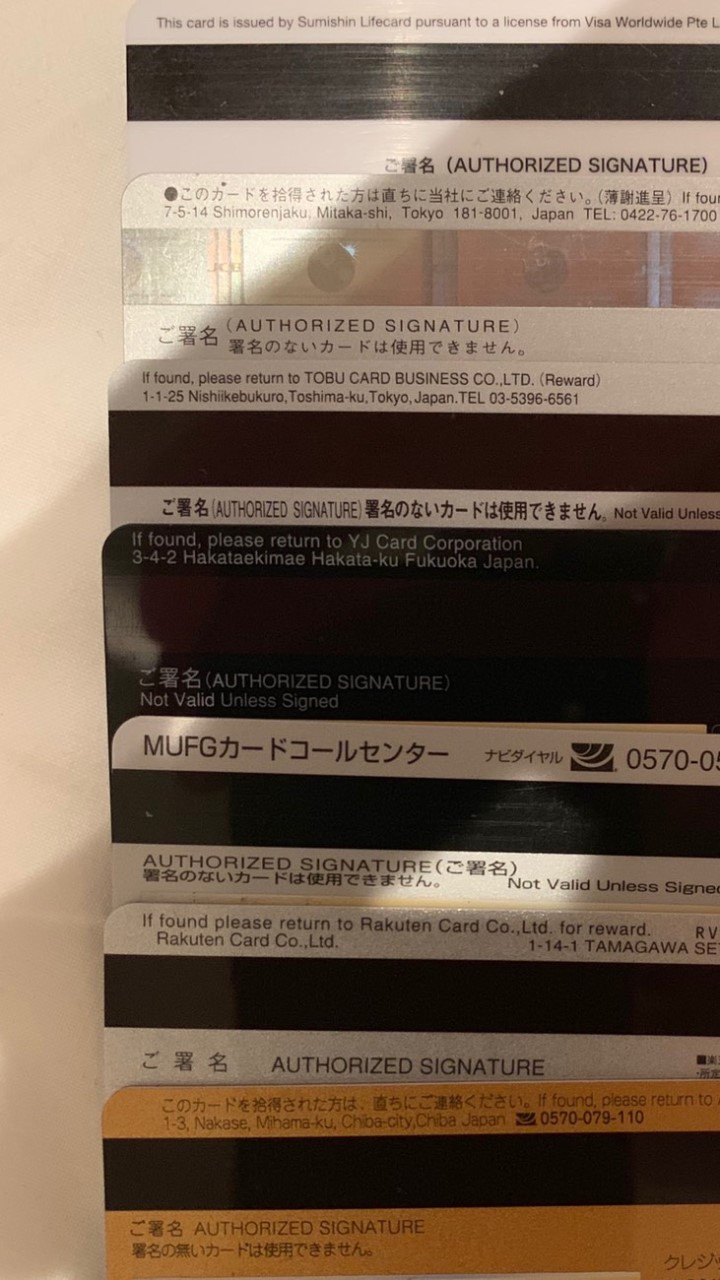 This card is issued by Sumishin Lifecard pursuant to a license from Visa Worldwide Pte
ご署名 (AUTHORIZED SIGNATURE)
●このカードを拾得された方は直ちに当社にご連絡ください。(薄謝進呈) If
7-5-14 Shimorenjaku, Mitaka-shi, Tokyo 181-8001, Japan TEL: 0422-76-1700
JCB
ご署名 (AUTHORIZED SIGNATURE)
署名のないカードは使用できません。
If found, please return to TOBU CARD BUSINESS CO.,LTD. (Reward)
1-1-25 Nishiikebukuro,Toshima-ku,Tokyo,Japan.TEL 03-5396-6561
ご署名(AUTHORIZED SIGNATURE)署名のないカードは使用できません。Not Valid Unless
If found, please return to YJ Card Corporation
3-4-2 Hakataekimae Hakata-ku Fukuoka Japan.
ご署名(AUTHORIZED SIGNATURE)
Not Valid Unless Signed
MUFGカードコールセンター ナビダイヤル 0570-05
AUTHORIZED SIGNATURE(ご署名)
署名のないカードは使用できません。 Not Valid Unless Signed
If found please return to Rakuten Card Co.,Ltd. for reward. RV
Rakuten Card Co.,Ltd. 1-14-1 TAMAGAWA SE
ご署名 AUTHORIZED SIGNATURE
このカードを拾得された方は、直ちにご連絡ください。If found, please return to
1-3, Nakase, Mihama-ku, Chiba-city,Chiba Japan 0570-079-110
ご署名 AUTHORIZED SIGNATURE
署名の無いカードは使用できません。
クレジッ